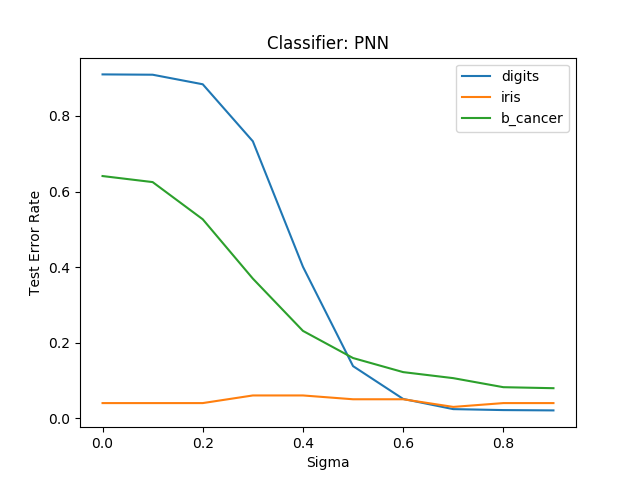 Classifier: PNN
digits
iris
b_cancer
Test Error Rate
0.8
0.6
0.4
0.2
0.0
0.0 0.2 0.4 0.6 0.8
Sigma